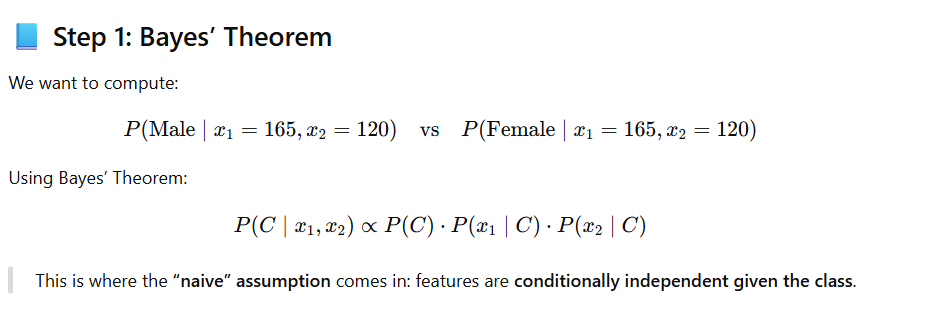 Step 1: Bayes’ Theorem
We want to compute:
P(Male | x₁ = 165, x₂ = 120) vs P(Female | x₁ = 165, x₂ = 120)
Using Bayes’ Theorem:
P(C | x₁, x₂) ∝ P(C) · P(x₁ | C) · P(x₂ | C)
This is where the “naive” assumption comes in: features are conditionally independent given the class.